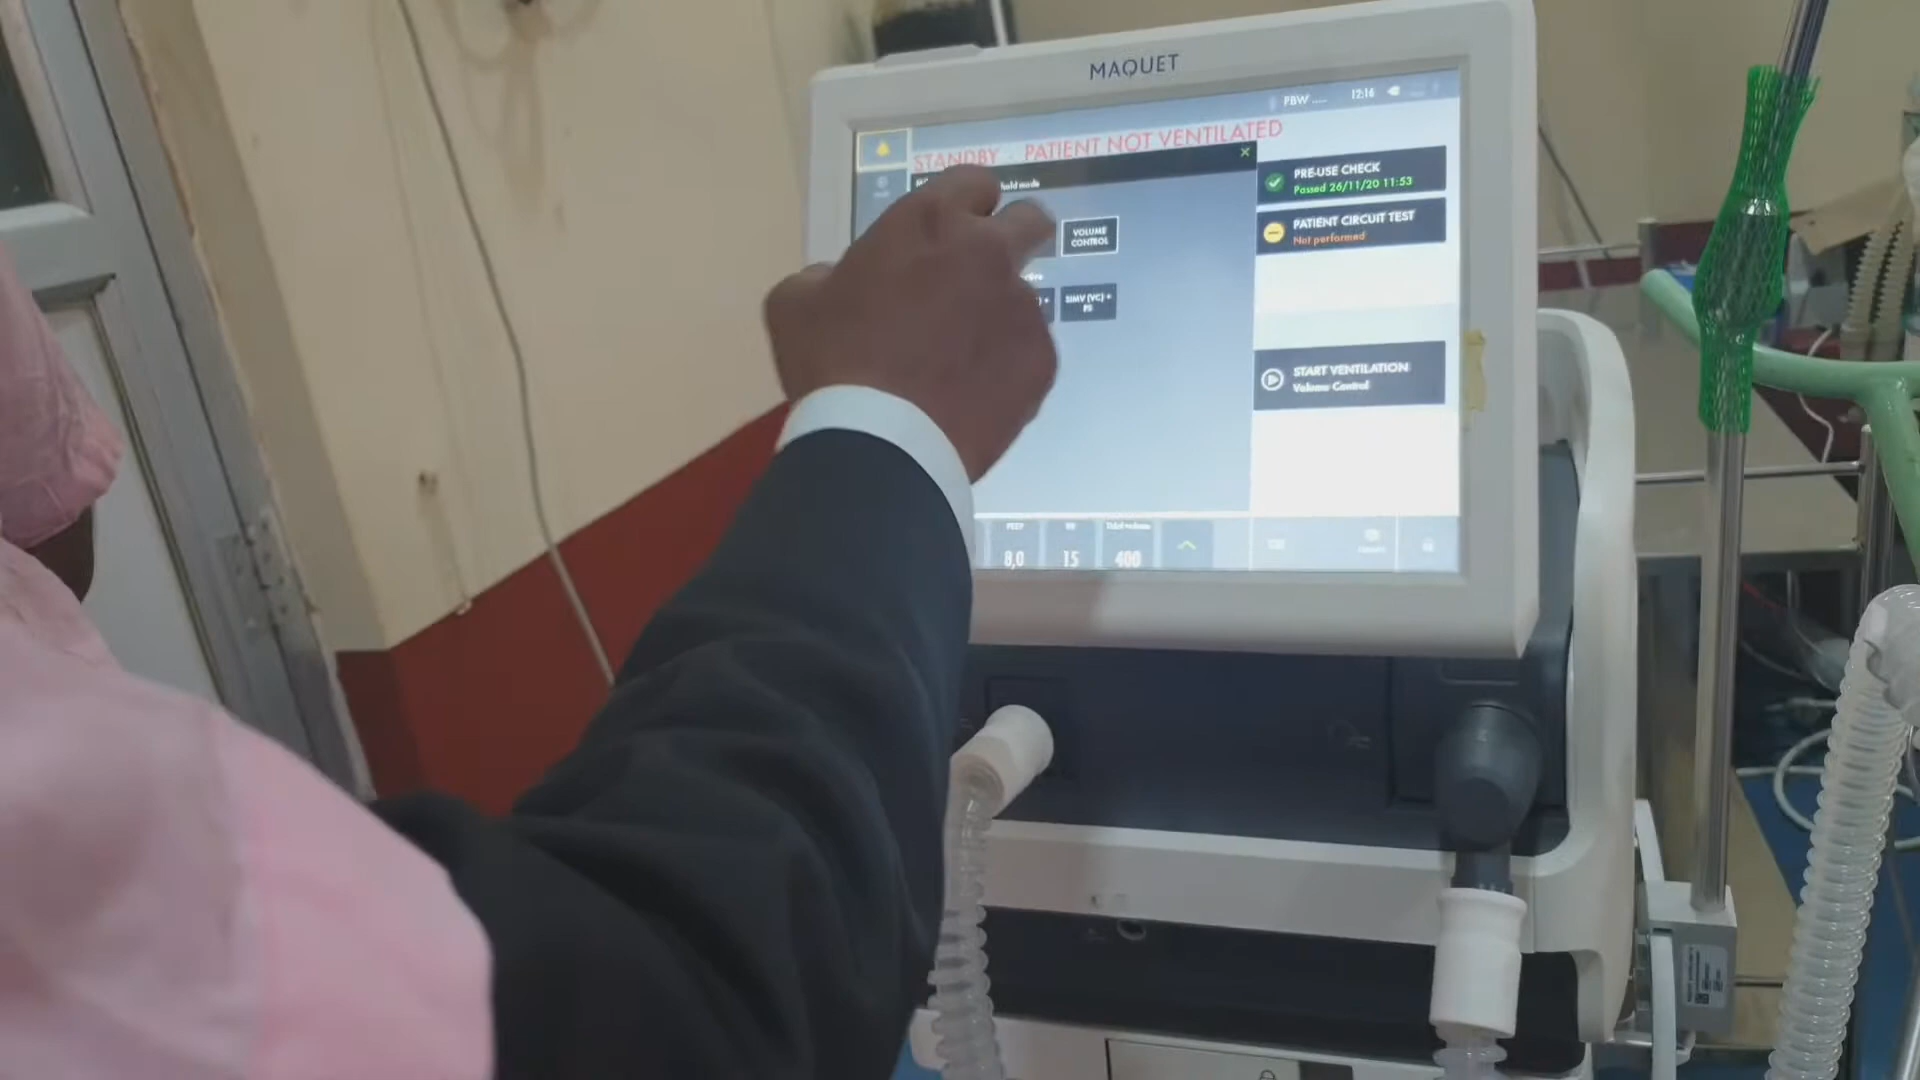 MAQUET
PBW
12:16
STANDBY PATIENT NOT VENTILATED
hold mode
PRE-USE CHECK
Passed 26/11/20 11:53
PATIENT CIRCUIT TEST
Not performed
VOLUME
CONTROL
SIMV (VC) +
PS
START VENTILATION
Volume Control
PEEP
8,0
RR
15
Tidal volume
400